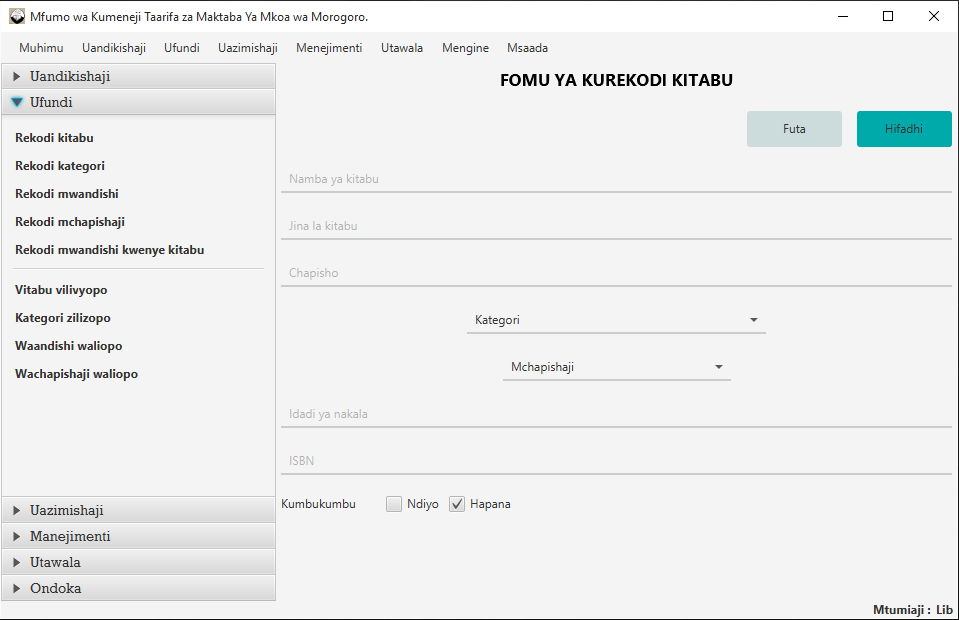 Mfumo wa Kumeneji Taarifa za Maktaba Ya Mkoa wa Morogoro.
Muhimu Uandikishaji Ufundi Uazimishaji Menejimenti Utawala Mengine Msaada
Uandikishaji
Ufundi
Rekodi kitabu
Rekodi kategori
Rekodi mwandishi
Rekodi mchapishaji
Rekodi mwandishi kwenye kitabu
Vitabu vilivyopo
Kategori zilizopo
Waandishi waliopo
Wachapishaji waliopo
Uazimishaji
Manejimenti
Utawala
Ondoka
FOMU YA KUREKODI KITABU
Futa Hifadhi
Namba ya kitabu
Jina la kitabu
Chapisho
Kategori
Mchapishaji
Idadi ya nakala
ISBN
Kumbukumbu Ndiyo Hapana
Mtumiaji : Lib